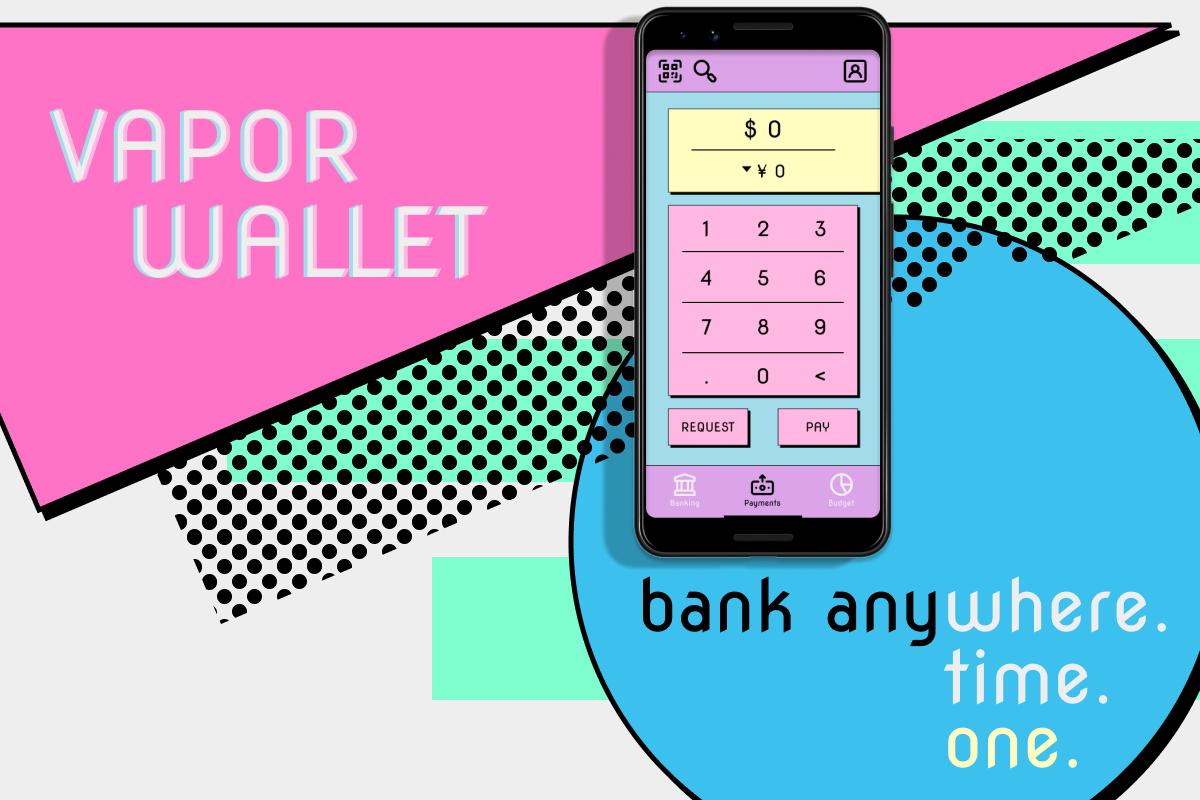 VAPOR
WALLET
$ 0
¥ 0
1 2 3
4 5 6
7 8 9
. 0 <
REQUEST PAY
Banking Payments Budget
bank anywhere.
time.
one.